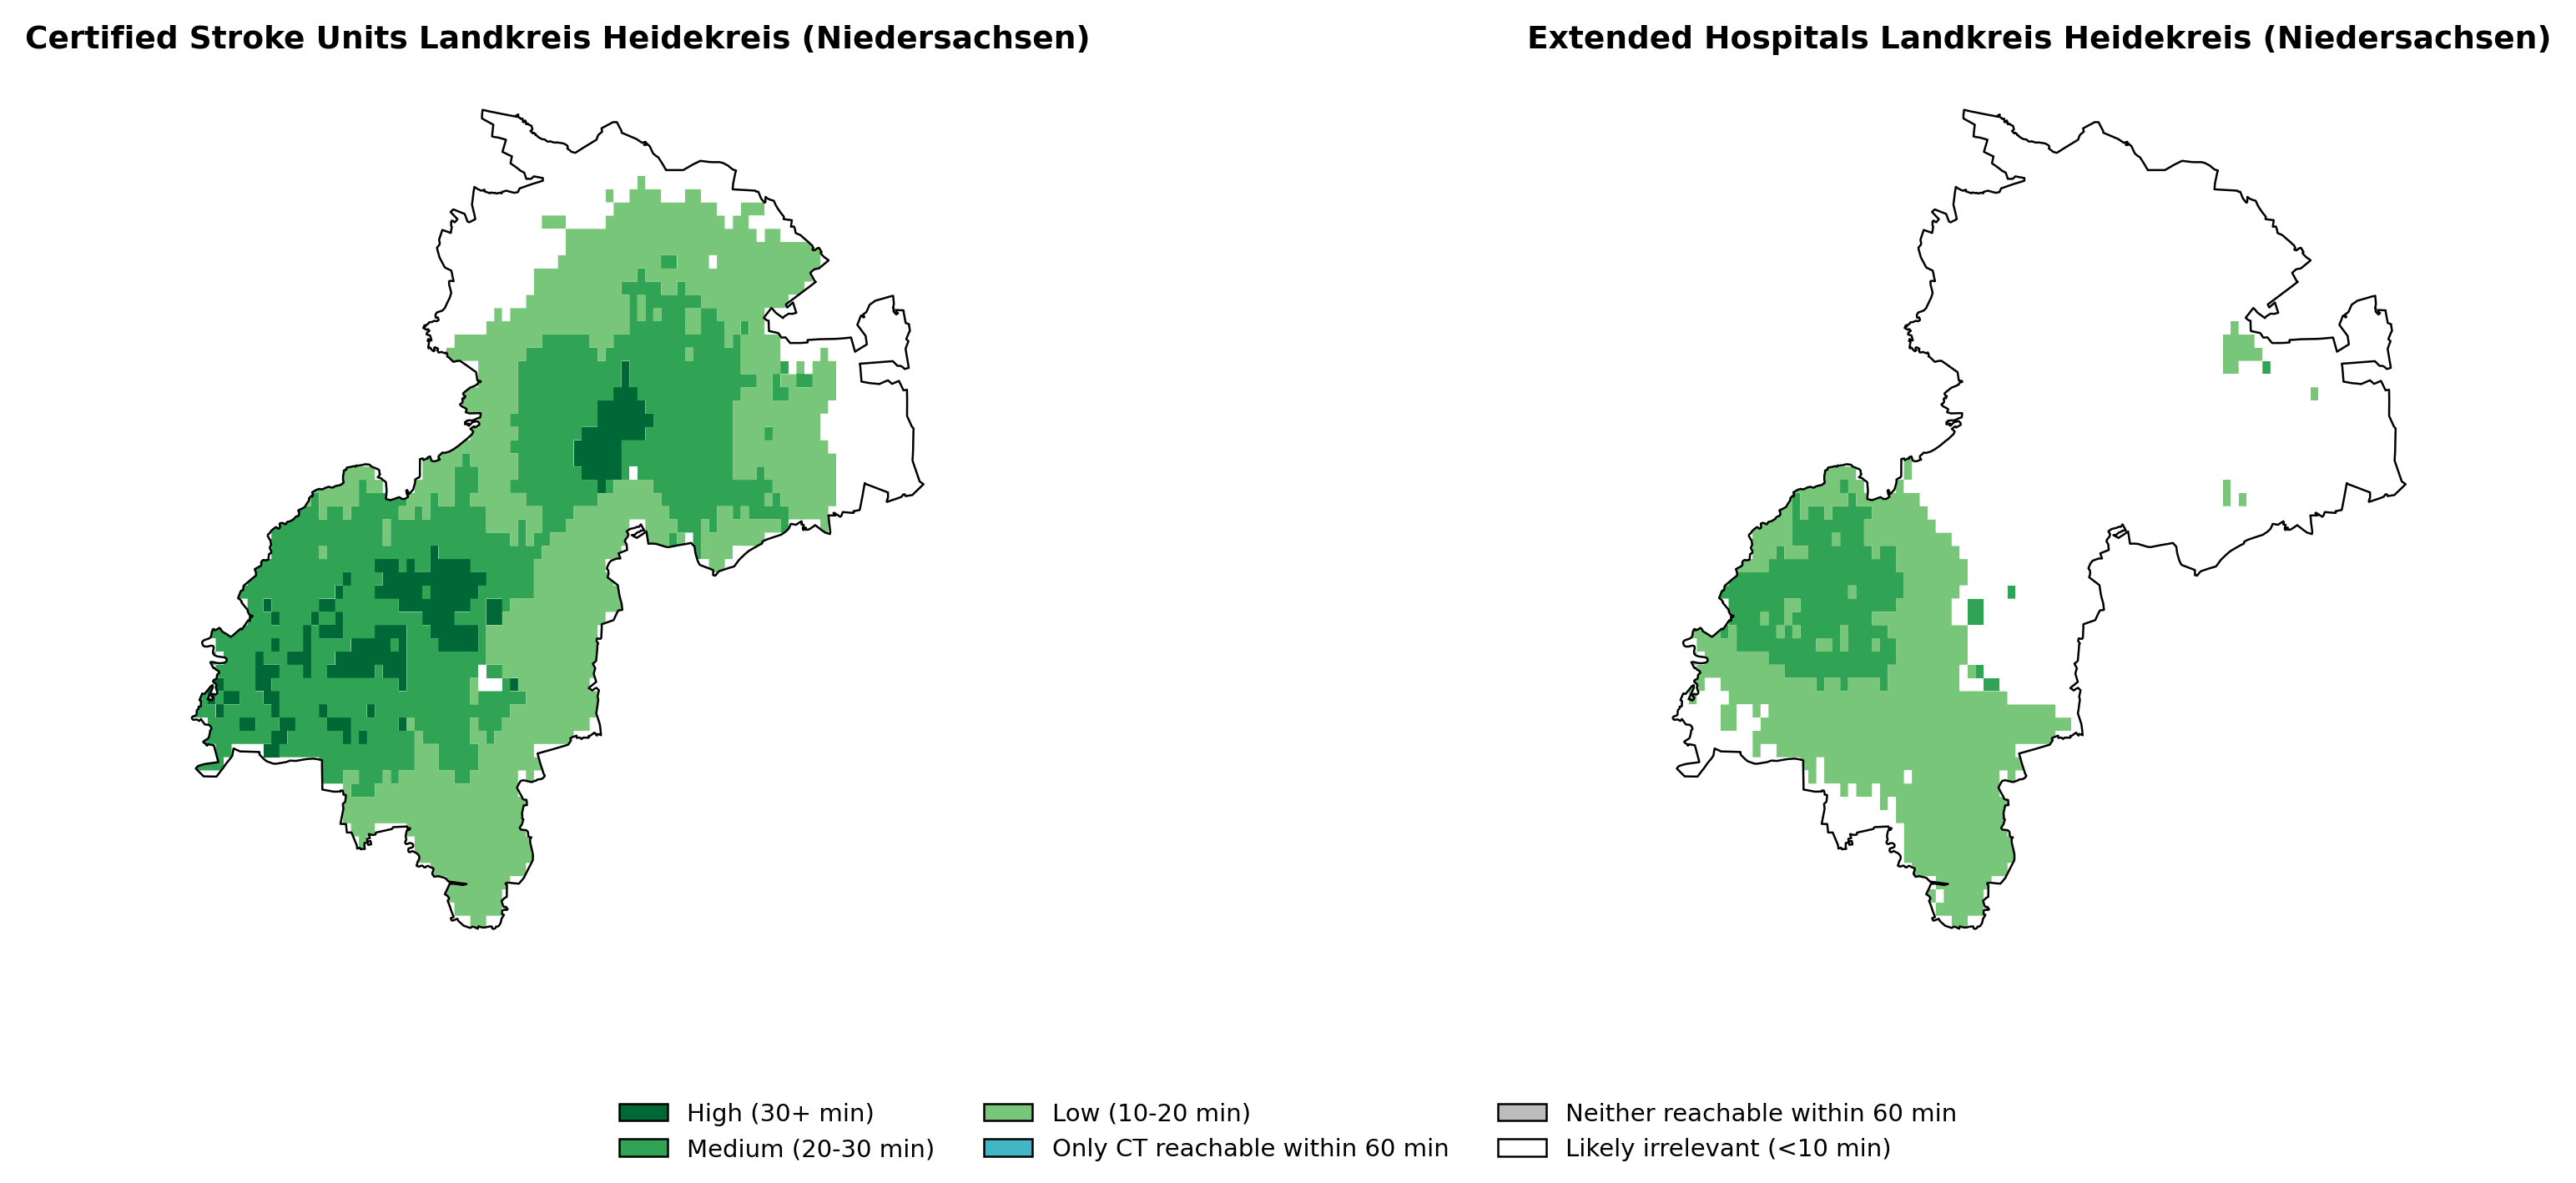 Certified Stroke Units Landkreis Heidekreis (Niedersachsen)
Extended Hospitals Landkreis Heidekreis (Niedersachsen)
High (30+ min)
Medium (20-30 min)
Low (10-20 min)
Only CT reachable within 60 min
Neither reachable within 60 min
Likely irrelevant (<10 min)